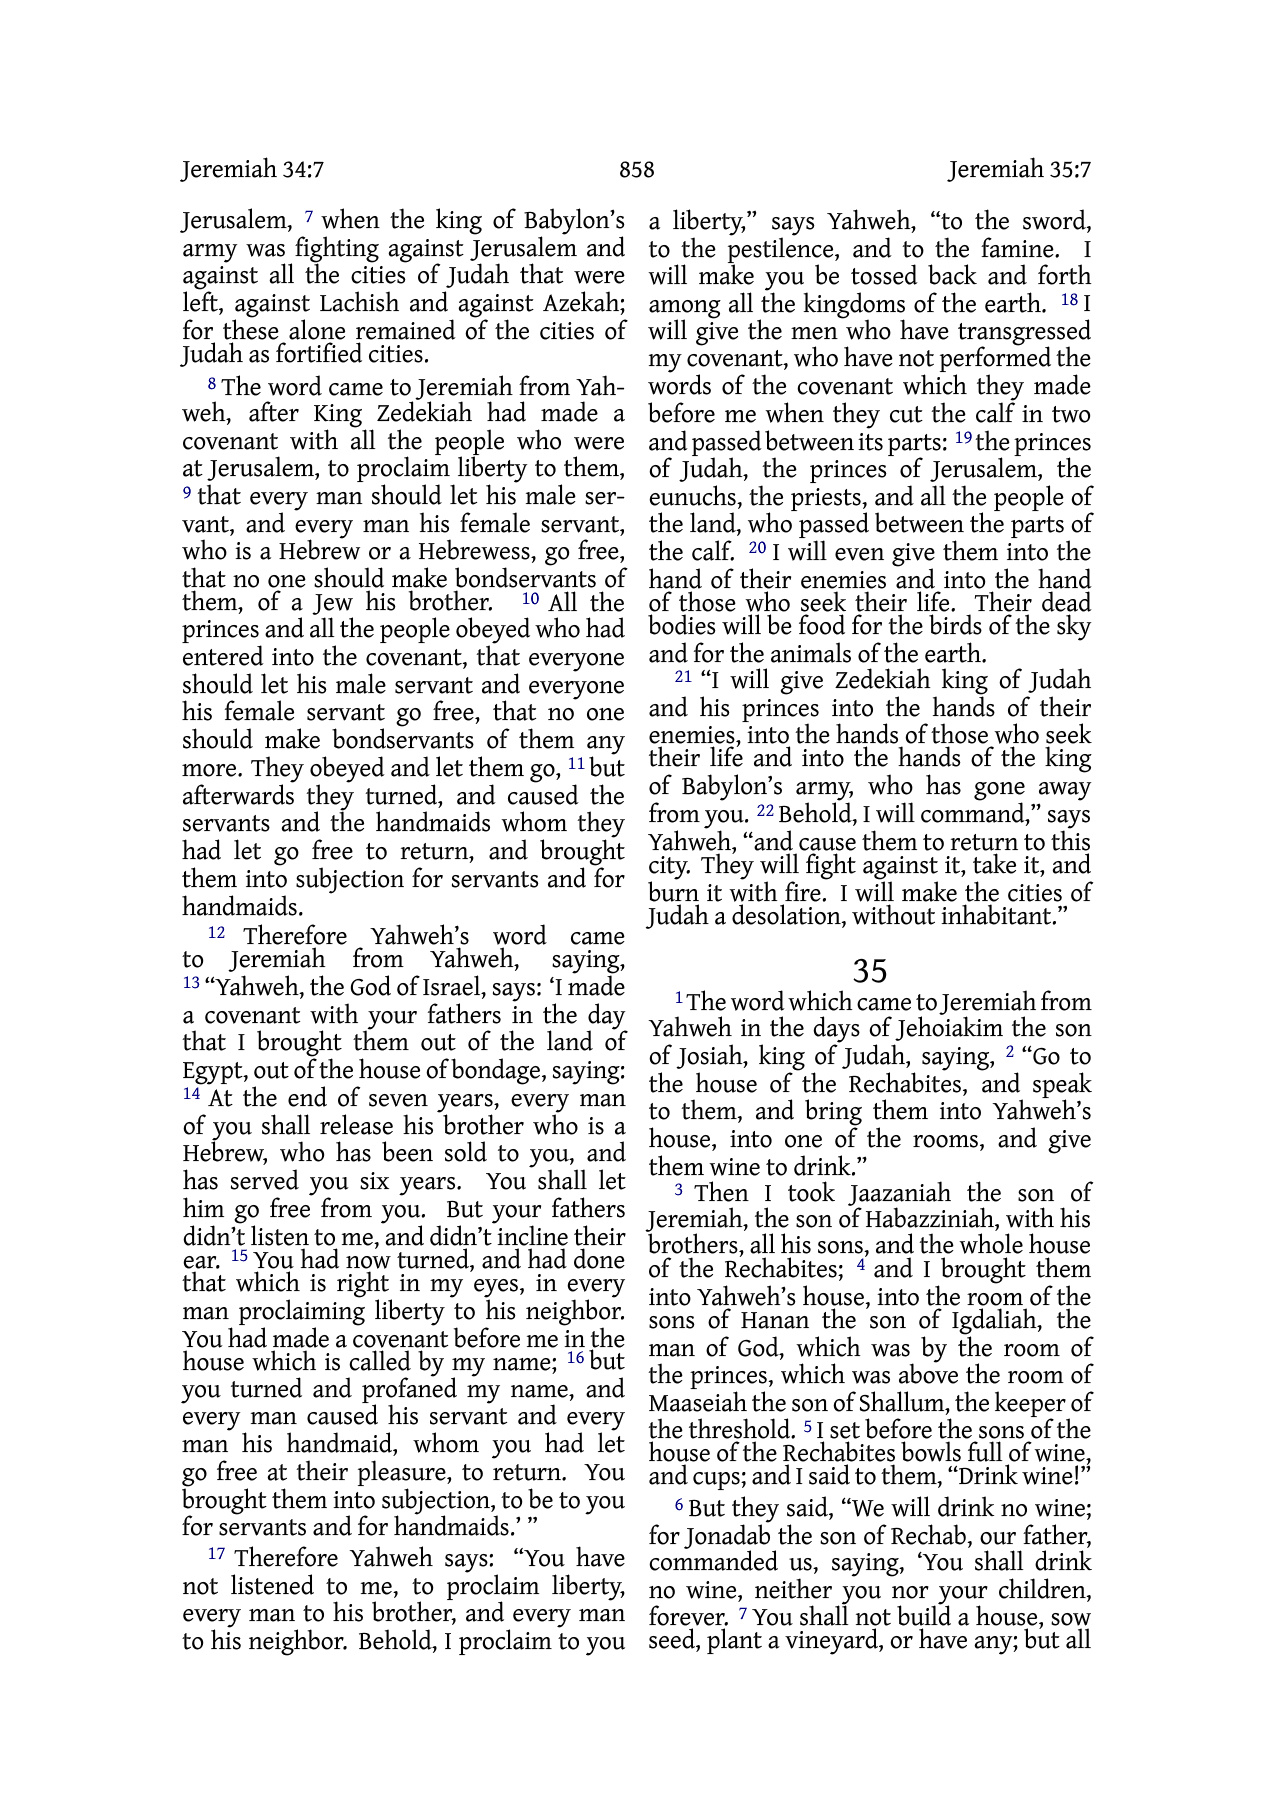 Jeremiah 34:7
858
Jeremiah 35:7
Jerusalem, 7 when the king of Babylon’s
army was fighting against Jerusalem and
against all the cities of Judah that were
left, against Lachish and against Azekah;
for these alone remained of the cities of
Judah as fortified cities.
8 The word came to Jeremiah from Yah-
weh, after King Zedekiah had made a
covenant with all the people who were
at Jerusalem, to proclaim liberty to them,
9 that every man should let his male ser-
vant, and every man his female servant,
who is a Hebrew or a Hebrewess, go free,
that no one should make bondservants of
them, of a Jew his brother. 10 All the
princes and all the people obeyed who had
entered into the covenant, that everyone
should let his male servant and everyone
his female servant go free, that no one
should make bondservants of them any
more. They obeyed and let them go, 11 but
afterwards they turned, and caused the
servants and the handmaids whom they
had let go free to return, and brought
them into subjection for servants and for
handmaids.
12 Therefore Yahweh’s word came
to Jeremiah from Yahweh, saying,
13 “Yahweh, the God of Israel, says: ‘I made
a covenant with your fathers in the day
that I brought them out of the land of
Egypt, out of the house of bondage, saying:
14 At the end of seven years, every man
of you shall release his brother who is a
Hebrew, who has been sold to you, and
has served you six years. You shall let
him go free from you. But your fathers
didn’t listen to me, and didn’t incline their
ear. 15 You had now turned, and had done
that which is right in my eyes, in every
man proclaiming liberty to his neighbor.
You had made a covenant before me in the
house which is called by my name; 16 but
you turned and profaned my name, and
every man caused his servant and every
man his handmaid, whom you had let
go free at their pleasure, to return. You
brought them into subjection, to be to you
for servants and for handmaids.’ ”
17 Therefore Yahweh says: “You have
not listened to me, to proclaim liberty,
every man to his brother, and every man
to his neighbor. Behold, I proclaim to you
a liberty,” says Yahweh, “to the sword,
to the pestilence, and to the famine. I
will make you be tossed back and forth
among all the kingdoms of the earth. 18 I
will give the men who have transgressed
my covenant, who have not performed the
words of the covenant which they made
before me when they cut the calf in two
and passed between its parts: 19 the princes
of Judah, the princes of Jerusalem, the
eunuchs, the priests, and all the people of
the land, who passed between the parts of
the calf. 20 I will even give them into the
hand of their enemies and into the hand
of those who seek their life. Their dead
bodies will be food for the birds of the sky
and for the animals of the earth.
21 “I will give Zedekiah king of Judah
and his princes into the hands of their
enemies, into the hands of those who seek
their life and into the hands of the king
of Babylon’s army, who has gone away
from you. 22 Behold, I will command,” says
Yahweh, “and cause them to return to this
city. They will fight against it, take it, and
burn it with fire. I will make the cities of
Judah a desolation, without inhabitant.”
35
1 The word which came to Jeremiah from
Yahweh in the days of Jehoiakim the son
of Josiah, king of Judah, saying, 2 “Go to
the house of the Rechabites, and speak
to them, and bring them into Yahweh’s
house, into one of the rooms, and give
them wine to drink.”
3 Then I took Jaazaniah the son of
Jeremiah, the son of Habazziniah, with his
brothers, all his sons, and the whole house
of the Rechabites; 4 and I brought them
into Yahweh’s house, into the room of the
sons of Hanan the son of Igdaliah, the
man of God, which was by the room of
the princes, which was above the room of
Maaseiah the son of Shallum, the keeper of
the threshold. 5 I set before the sons of the
house of the Rechabites bowls full of wine,
and cups; and I said to them, “Drink wine!”
6 But they said, “We will drink no wine;
for Jonadab the son of Rechab, our father,
commanded us, saying, ‘You shall drink
no wine, neither you nor your children,
forever. 7 You shall not build a house, sow
seed, plant a vineyard, or have any; but all